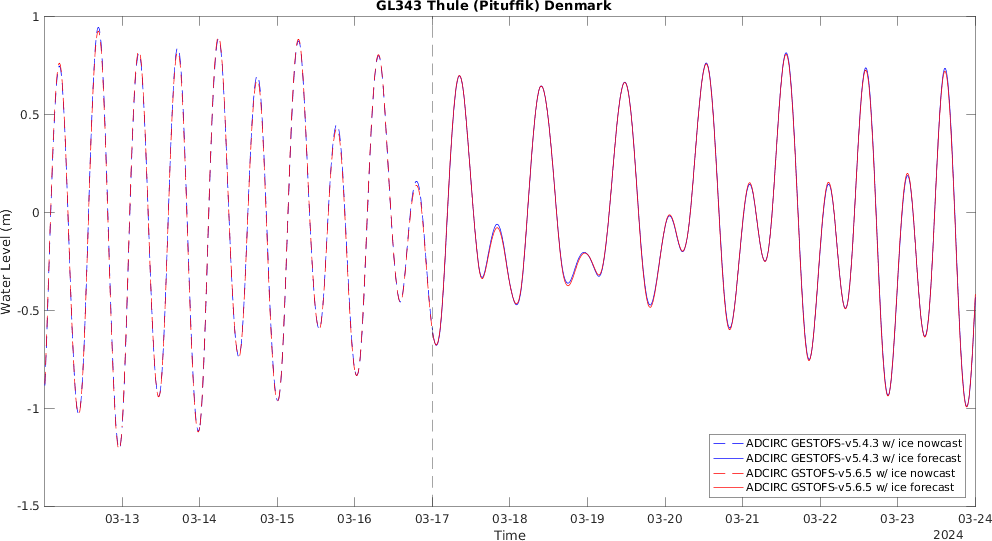 GL343 Thule (Pituffik) Denmark
1
0.5
0
-0.5
-1
-1.5
Water Level (m)
03-13 03-14 03-15 03-16 03-17 03-18 03-19 03-20 03-21 03-22 03-23 03-24
Time
2024
ADCIRC GESTOFS-v5.4.3 w/ ice nowcast
ADCIRC GESTOFS-v5.4.3 w/ ice forecast
ADCIRC GSTOFS-v5.6.5 w/ ice nowcast
ADCIRC GSTOFS-v5.6.5 w/ ice forecast